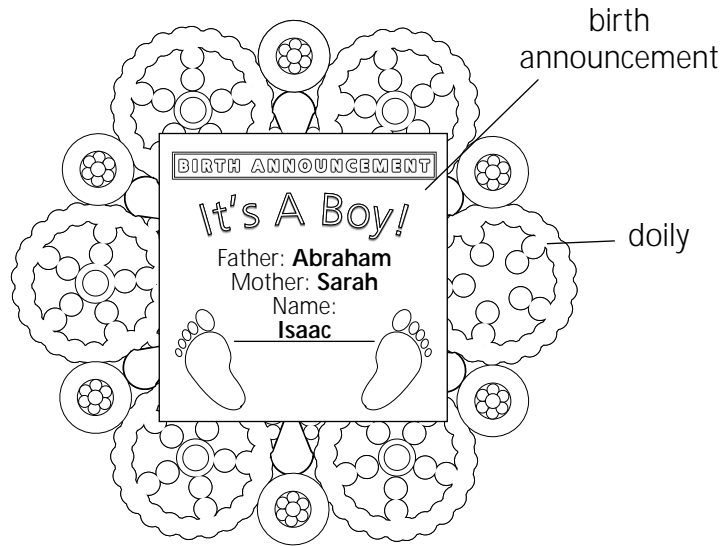 birth
announcement
BIRTH ANNOUNCEMENT
It's A Boy!
doily
Father: Abraham
Mother: Sarah
Name:
Isaac